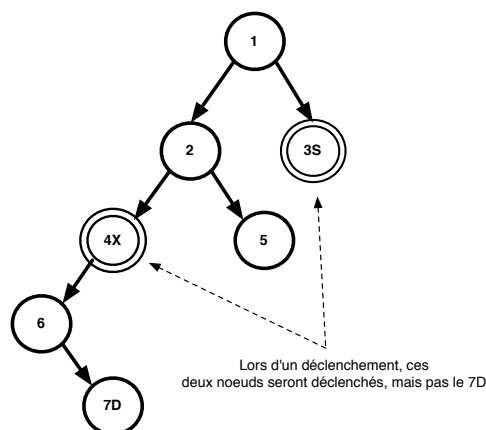 1
2
3S
4X
5
6
7D
Lors d'un déclenchement, ces
deux noeuds seront déclenchés, mais pas le 7D